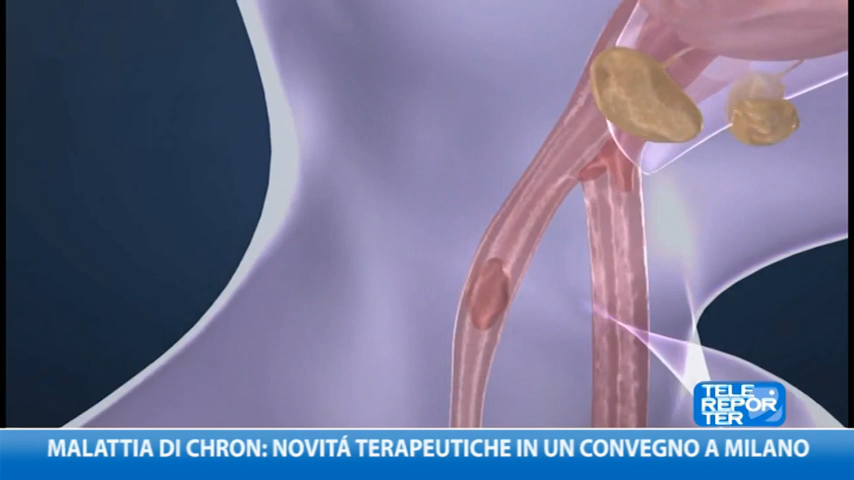 TELE
REPOR
TER
MALATTIA DI CHRON: NOVITÁ TERAPEUTICHE IN UN CONVEGNO A MILANO